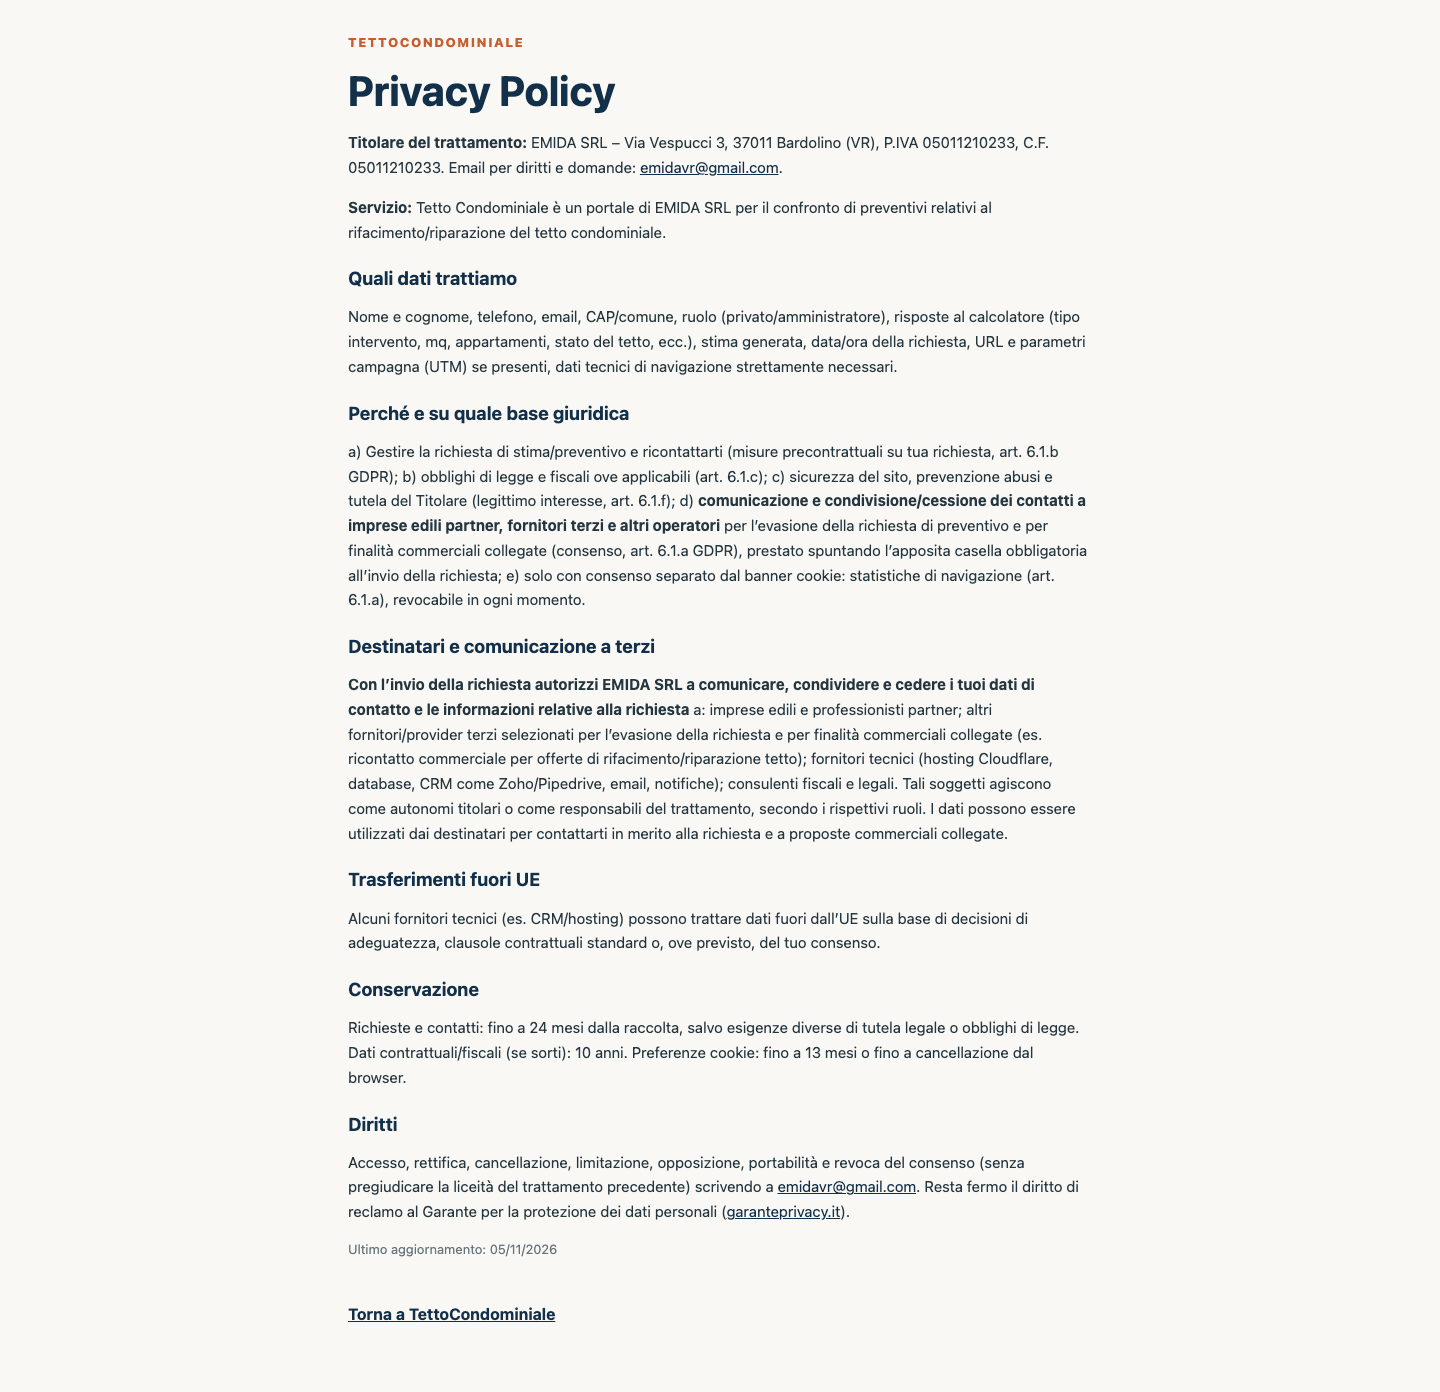 TETTOCONDOMINIALE
Privacy Policy
Titolare del trattamento: EMIDA SRL – Via Vespucci 3, 37011 Bardolino (VR), P.IVA 05011210233, C.F.
05011210233. Email per diritti e domande: emidavr@gmail.com.
Servizio: Tetto Condominiale è un portale di EMIDA SRL per il confronto di preventivi relativi al
rifacimento/riparazione del tetto condominiale.
Quali dati trattiamo
Nome e cognome, telefono, email, CAP/comune, ruolo (privato/amministratore), risposte al calcolatore (tipo
intervento, mq, appartamenti, stato del tetto, ecc.), stima generata, data/ora della richiesta, URL e parametri
campagna (UTM) se presenti, dati tecnici di navigazione strettamente necessari.
Perché e su quale base giuridica
a) Gestire la richiesta di stima/preventivo e ricontattarti (misure precontrattuali su tua richiesta, art. 6.1.b
GDPR); b) obblighi di legge e fiscali ove applicabili (art. 6.1.c); c) sicurezza del sito, prevenzione abusi e
tutela del Titolare (legittimo interesse, art. 6.1.f); d) comunicazione e condivisione/cessione dei contatti a
imprese edili partner, fornitori terzi e altri operatori per l’evasione della richiesta di preventivo e per
finalità commerciali collegate (consenso, art. 6.1.a GDPR), prestato spuntando l’apposita casella obbligatoria
all’invio della richiesta; e) solo con consenso separato dal banner cookie: statistiche di navigazione (art.
6.1.a), revocabile in ogni momento.
Destinatari e comunicazione a terzi
Con l’invio della richiesta autorizzi EMIDA SRL a comunicare, condividere e cedere i tuoi dati di
contatto e le informazioni relative alla richiesta a: imprese edili e professionisti partner; altri
fornitori/provider terzi selezionati per l’evasione della richiesta e per finalità commerciali collegate (es.
ricontatto commerciale per offerte di rifacimento/riparazione tetto); fornitori tecnici (hosting Cloudflare,
database, CRM come Zoho/Pipedrive, email, notifiche); consulenti fiscali e legali. Tali soggetti agiscono
come autonomi titolari o come responsabili del trattamento, secondo i rispettivi ruoli. I dati possono essere
utilizzati dai destinatari per contattarti in merito alla richiesta e a proposte commerciali collegate.
Trasferimenti fuori UE
Alcuni fornitori tecnici (es. CRM/hosting) possono trattare dati fuori dall’UE sulla base di decisioni di
adeguatezza, clausole contrattuali standard o, ove previsto, del tuo consenso.
Conservazione
Richieste e contatti: fino a 24 mesi dalla raccolta, salvo esigenze diverse di tutela legale o obblighi di legge.
Dati contrattuali/fiscali (se sorti): 10 anni. Preferenze cookie: fino a 13 mesi o fino a cancellazione dal
browser.
Diritti
Accesso, rettifica, cancellazione, limitazione, opposizione, portabilità e revoca del consenso (senza
pregiudicare la liceità del trattamento precedente) scrivendo a emidavr@gmail.com. Resta fermo il diritto di
reclamo al Garante per la protezione dei dati personali (garanteprivacy.it).
Ultimo aggiornamento: 05/11/2026
Torna a TettoCondominiale